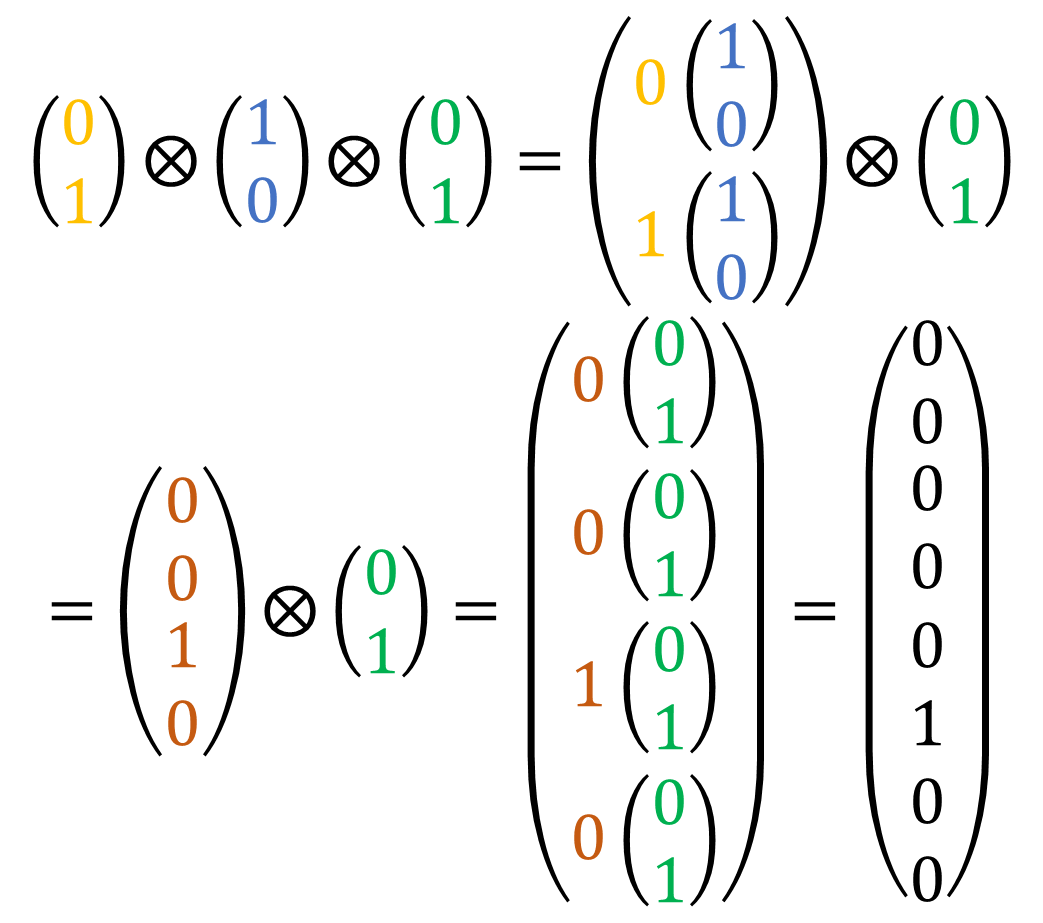 (0 1) ⊗ (1 0) ⊗ (0 1) = (0 (1 0) 1 (1 0)) ⊗ (0 1)
= (0 0 1 0) ⊗ (0 1) = (0 (0 1) 0 (0 1) 1 (0 1) 0 (0 1)) = (0 0 0 0 0 1 0 0)